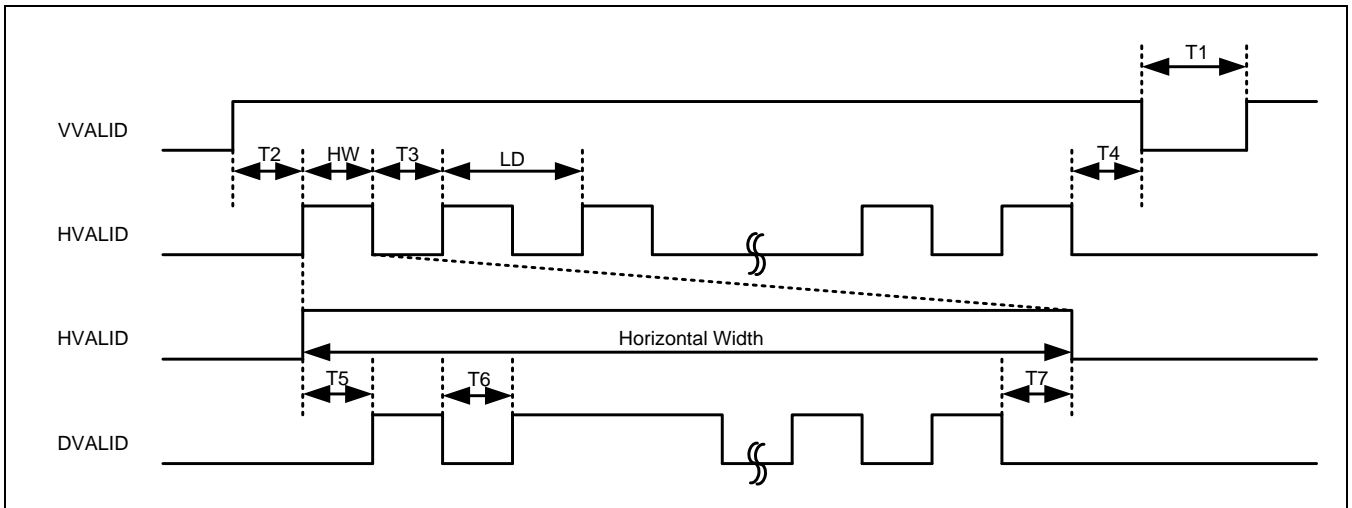 T1
VVALID
T2
HW
T3
LD
T4
HVALID
HVALID
Horizontal Width
T5
T6
T7
DVALID